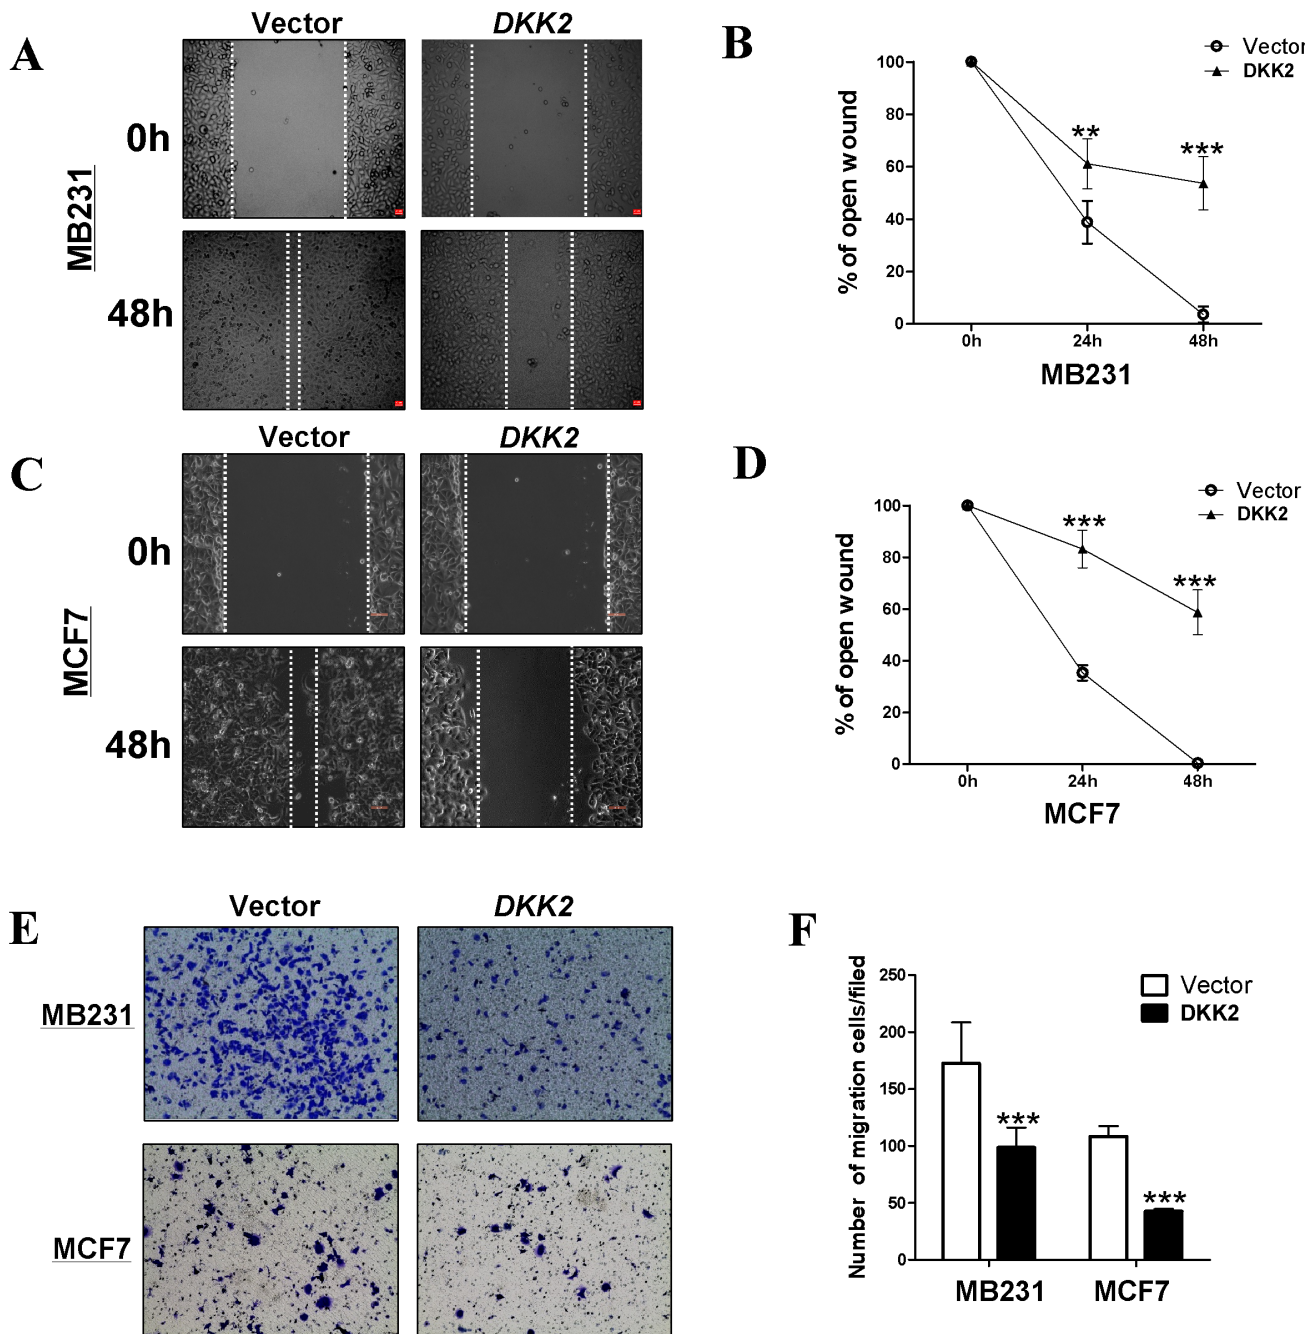 A
Vector
DKK2
0h
MB231
48h
B
Vector
DKK2
% of open wound
100
80
60
40
20
0
**
***
0h
24h
48h
MB231
C
Vector
DKK2
0h
MCF7
48h
D
Vector
DKK2
% of open wound
100
80
60
40
20
0
***
***
0h
24h
48h
MCF7
E
Vector
DKK2
MB231
MCF7
F
Vector
DKK2
Number of migration cells/filed
250
200
150
100
50
0
***
***
MB231
MCF7